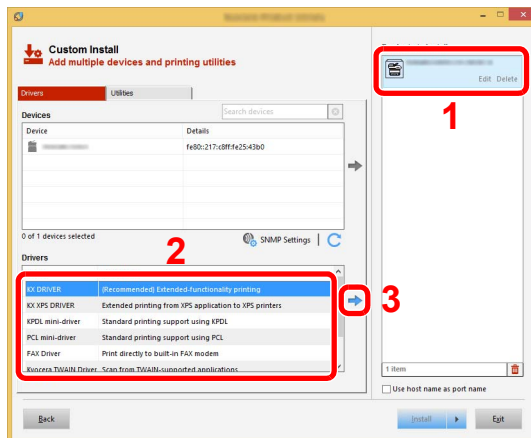 Custom Install
Add multiple devices and printing utilities
Edit Delete
1
Drivers Utilities
Devices Search devices
Device Details
fe80::217:c8ff:fe25:43b0
0 of 1 devices selected SNMP Settings
2
Drivers
KX DRIVER (Recommended) Extended-functionality printing
KX XPS DRIVER Extended printing from XPS application to XPS printers
3
KPDL mini-driver Standard printing support using KPDL
PCL mini-driver Standard printing support using PCL
FAX Driver Print directly to built-in FAX modem
Kyocera TWAIN Driver Scan from TWAIN-supported applications
1 item
Use host name as port name
Back Install Exit